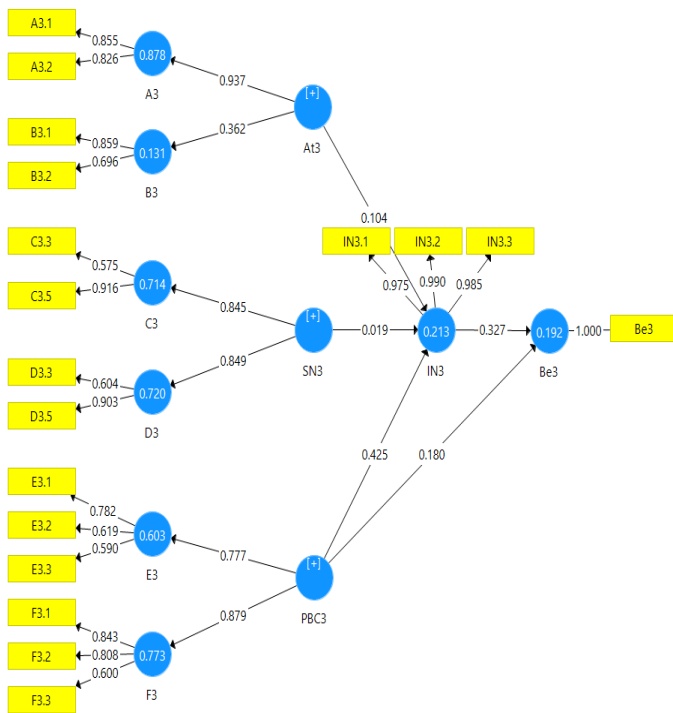 A3.1
0.855
A3.2
0.826
0.878
A3
B3.1
0.859
B3.2
0.696
0.131
B3
0.937
0.362
[+]
At3
0.104
C3.3
0.575
C3.5
0.916
0.714
C3
D3.3
0.604
D3.5
0.903
0.720
D3
0.845
0.849
[+]
SN3
0.019
IN3.1
IN3.2
IN3.3
0.975
0.990
0.985
0.213
IN3
0.327
0.192
Be3
1.000
Be3
0.425
0.180
E3.1
0.782
E3.2
0.619
E3.3
0.590
0.603
E3
F3.1
0.843
F3.2
0.808
F3.3
0.600
0.773
F3
0.777
0.879
[+]
PBC3